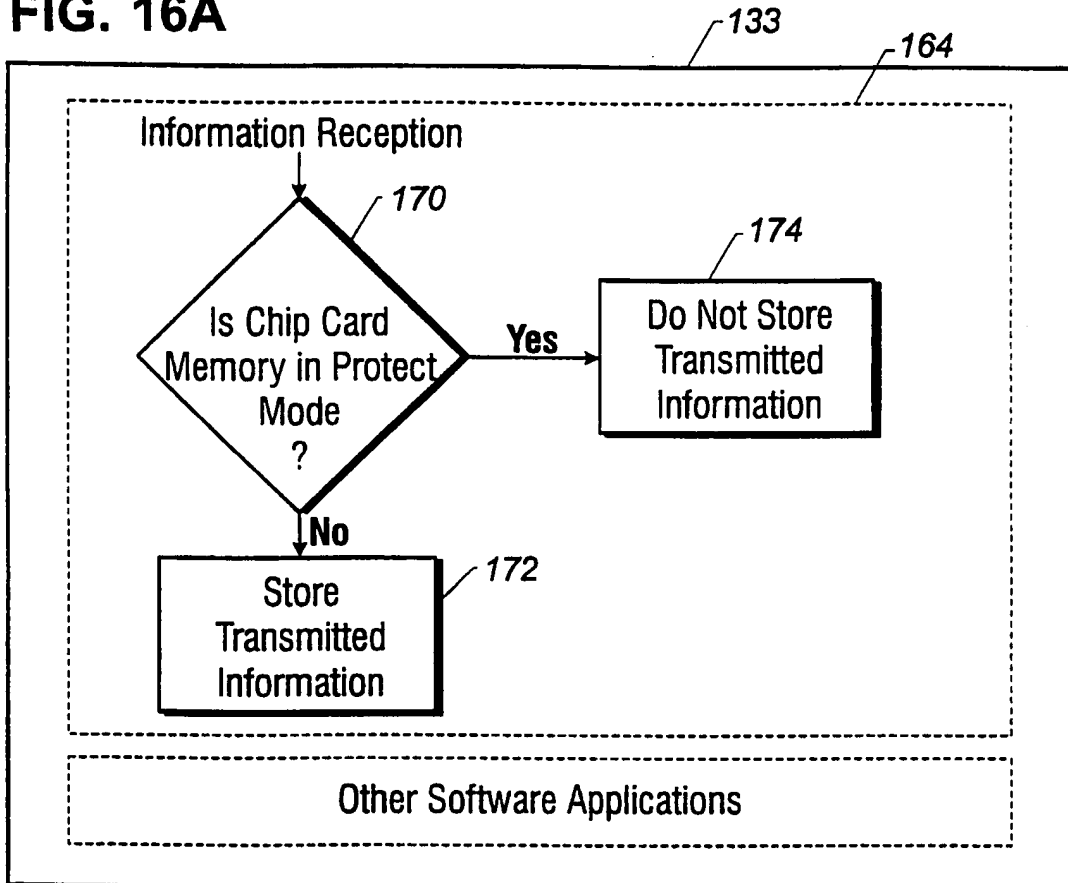 FIG. 16A
133
164
Information Reception
170
174
Is Chip Card
Memory in Protect
Mode
?
Yes
Do Not Store
Transmitted
Information
No
172
Store
Transmitted
Information
Other Software Applications